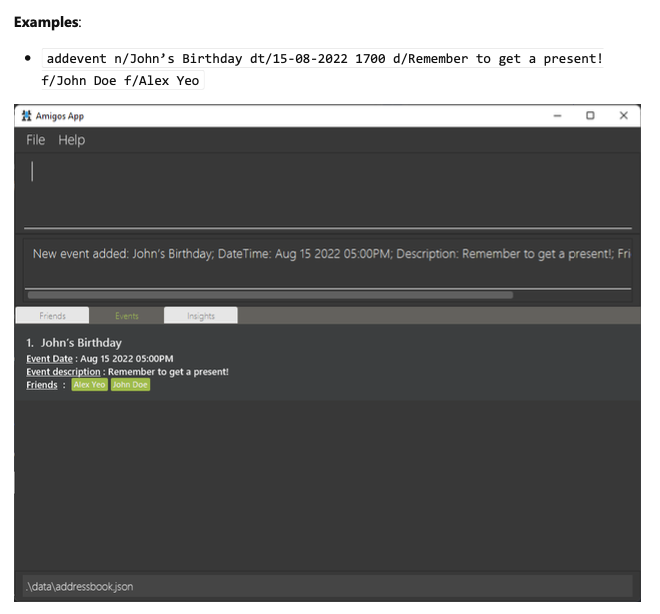 Examples:
• addevent n/John’s Birthday dt/15-08-2022 1700 d/Remember to get a present!
f/John Doe f/Alex Yeo
Amigos App
File Help
New event added: John's Birthday; DateTime: Aug 15 2022 05:00PM; Description: Remember to get a present!; Fri
Friends Events Insights
1. John's Birthday
Event Date : Aug 15 2022 05:00PM
Event description : Remember to get a present!
Friends : Alex Yeo John Doe
.\data\addressbook.json